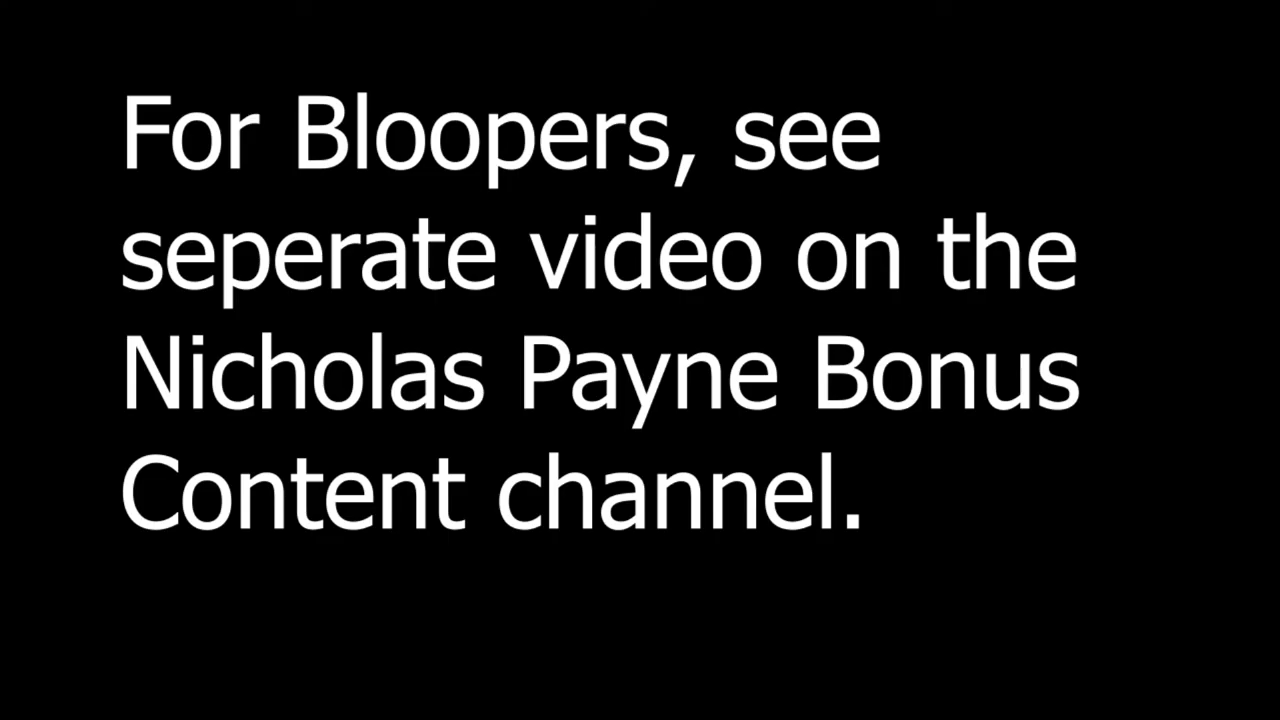 For Bloopers, see
seperate video on the
Nicholas Payne Bonus
Content channel.